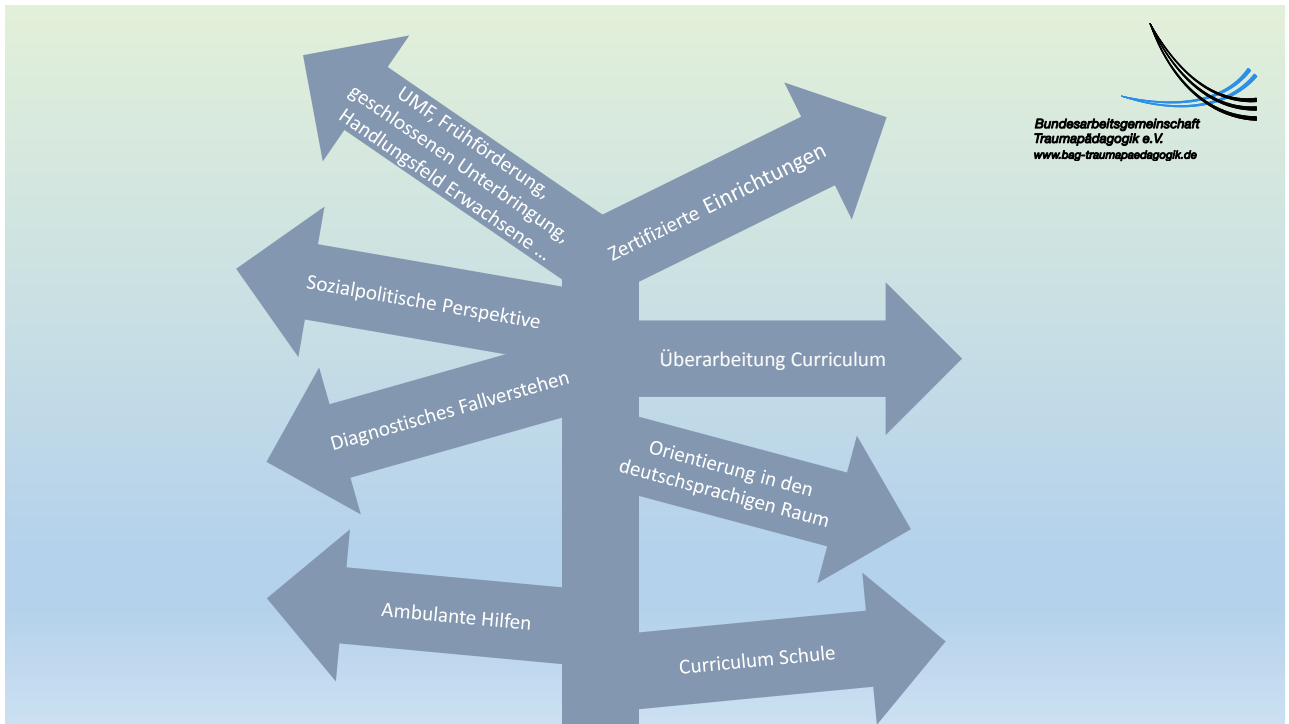 UMF, Frühförderung,
geschlossenen Unterbringung,
Handlungsfeld Erwachsene ...
Zertifizierte Einrichtungen
Bundesarbeitsgemeinschaft
Traumapädagogik e.V.
www.bag-traumapaedagogik.de
Sozialpolitische Perspektive
Überarbeitung Curriculum
Diagnostisches Fallverstehen
Orientierung in den
deutschsprachigen Raum
Ambulante Hilfen
Curriculum Schule